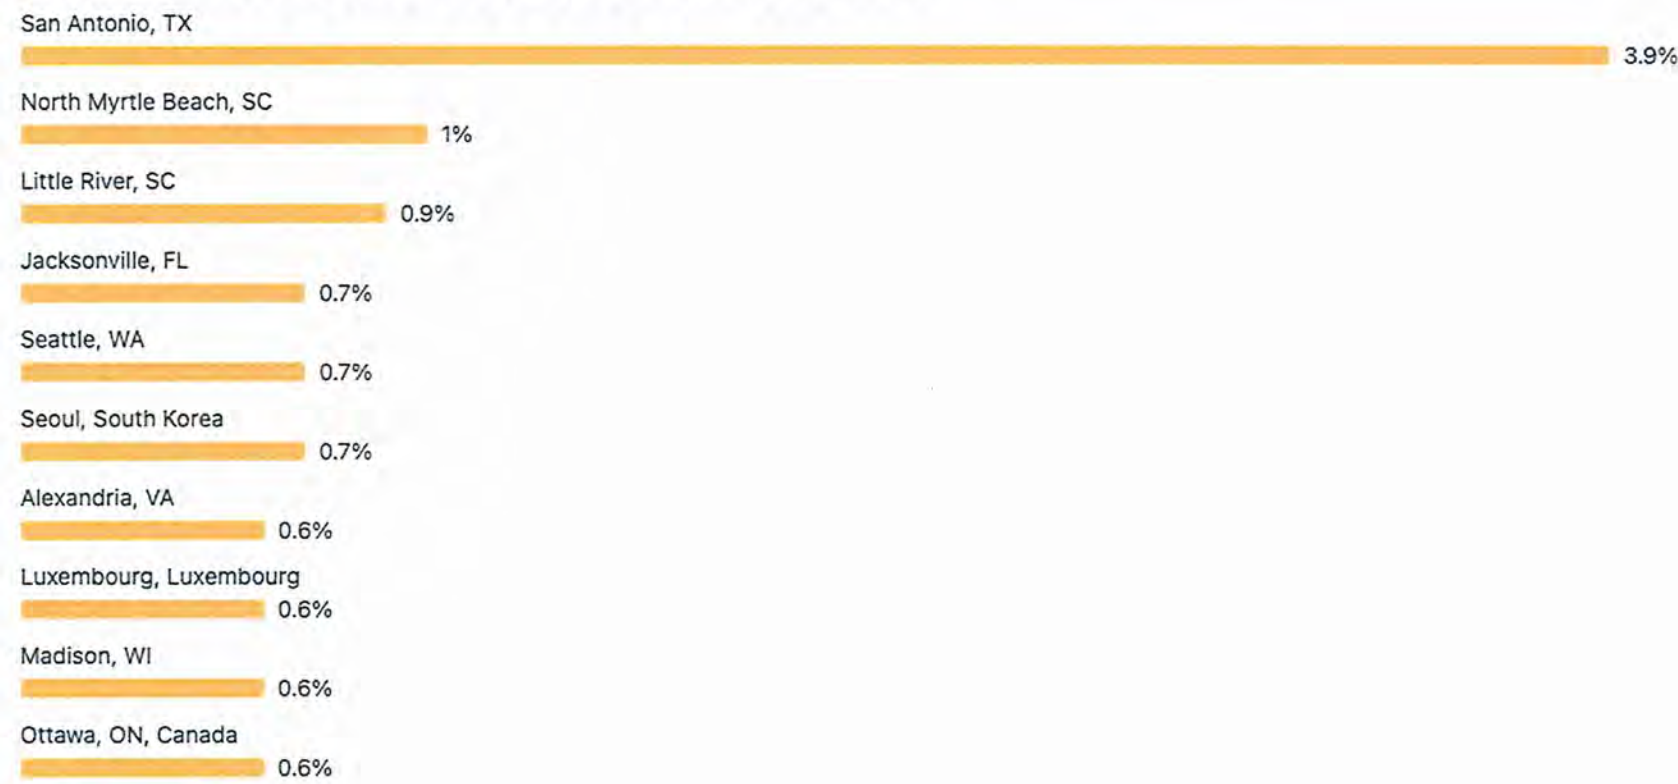 San Antonio, TX
3.9%
North Myrtle Beach, SC
1%
Little River, SC
0.9%
Jacksonville, FL
0.7%
Seattle, WA
0.7%
Seoul, South Korea
0.7%
Alexandria, VA
0.6%
Luxembourg, Luxembourg
0.6%
Madison, WI
0.6%
Ottawa, ON, Canada
0.6%